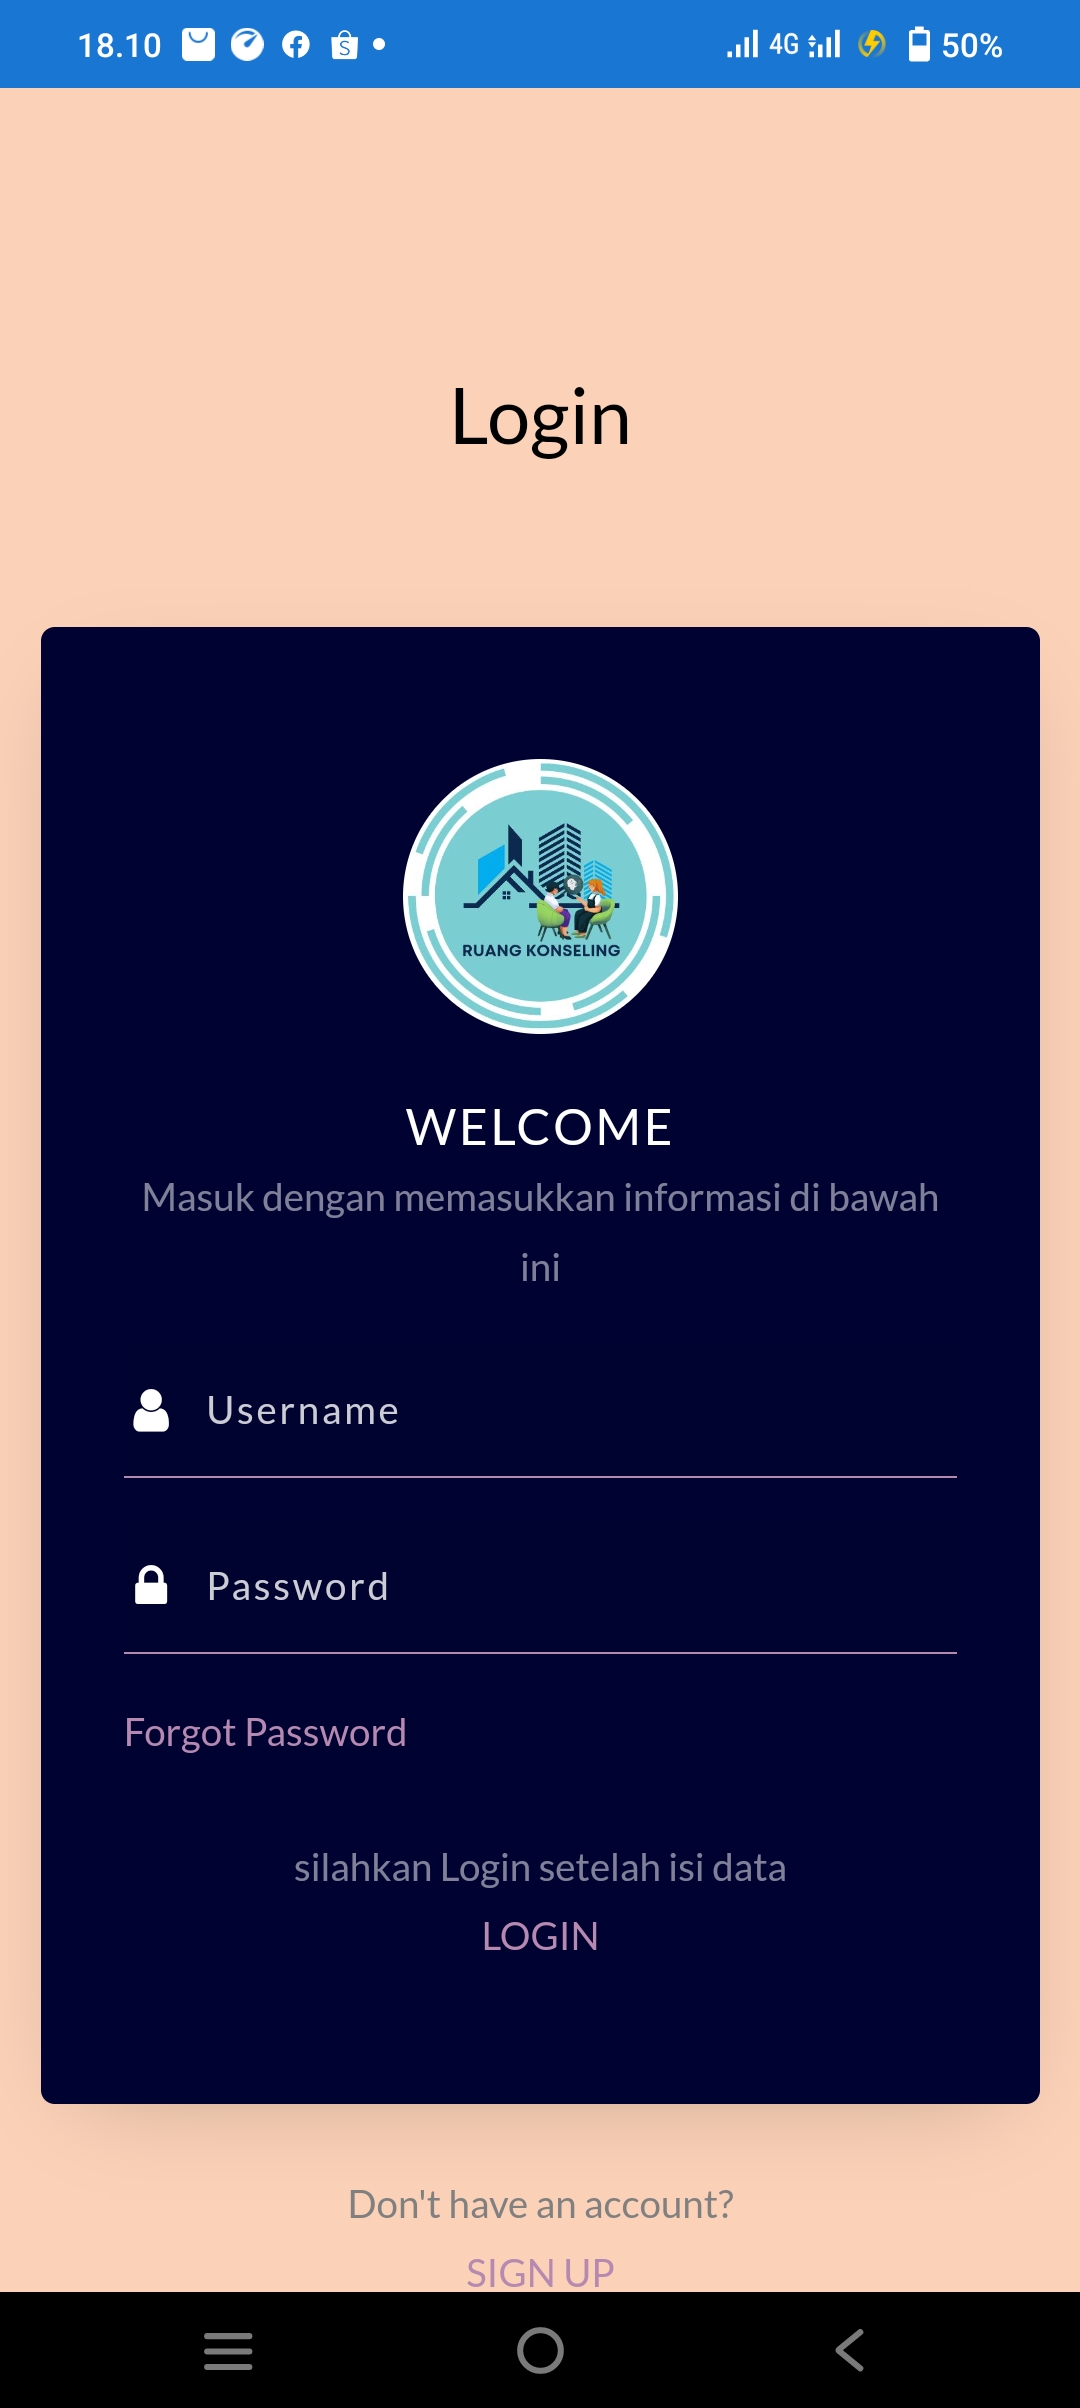 18.10 4G 50%
Login
RUANG KONSELING
WELCOME
Masuk dengan memasukkan informasi di bawah
ini
Username
Password
Forgot Password
silahkan Login setelah isi data
LOGIN
Don't have an account?
SIGN UP